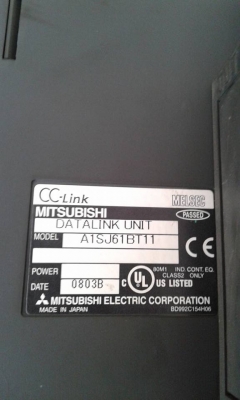 CC-Link MELSEC
MITSUBISHI PASSED
DATALINK UNIT
MODEL A1SJ61BT11
CE
POWER 80M1 IND.CONT.EQ.
CLASS2 ONLY
DATE 0803B C UL US LISTED
MITSUBISHI ELECTRIC CORPORATION
MADE IN JAPAN BD992C154H06